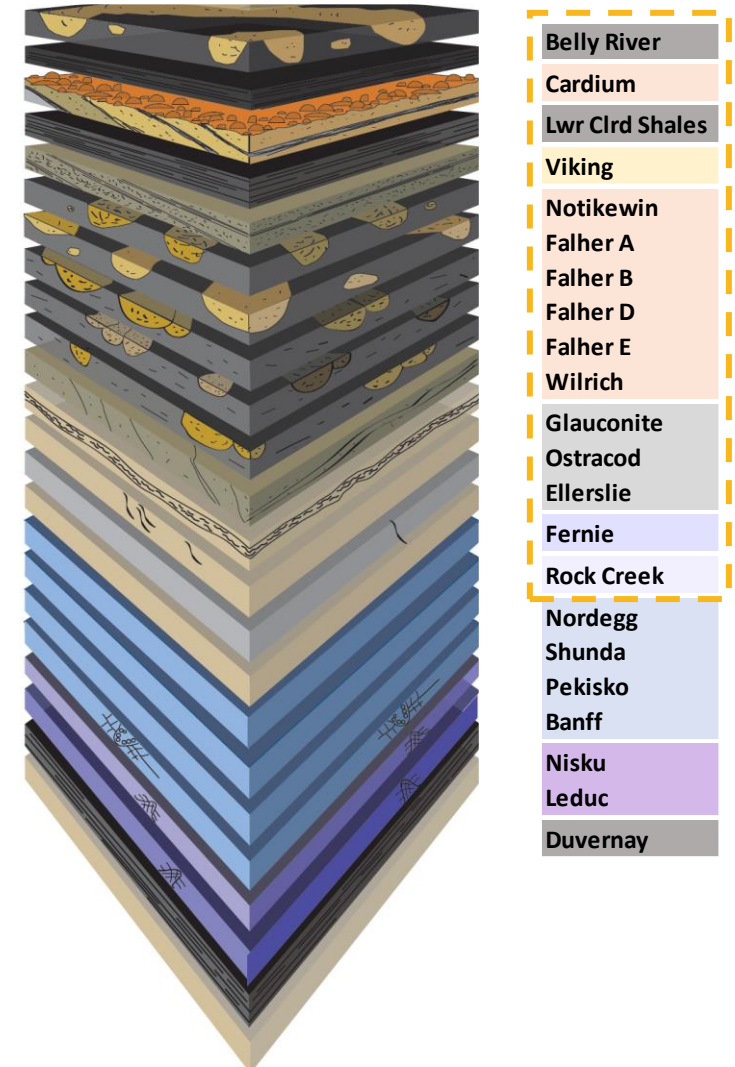 Belly River
Cardium
Lwr Clrd Shales
Viking
Notikewin
Falher A
Falher B
Falher D
Falher E
Wilrich
Glauconite
Ostracod
Ellerslie
Fernie
Rock Creek
Nordegg
Shunda
Pekisko
Banff
Nisku
Leduc
Duvernay